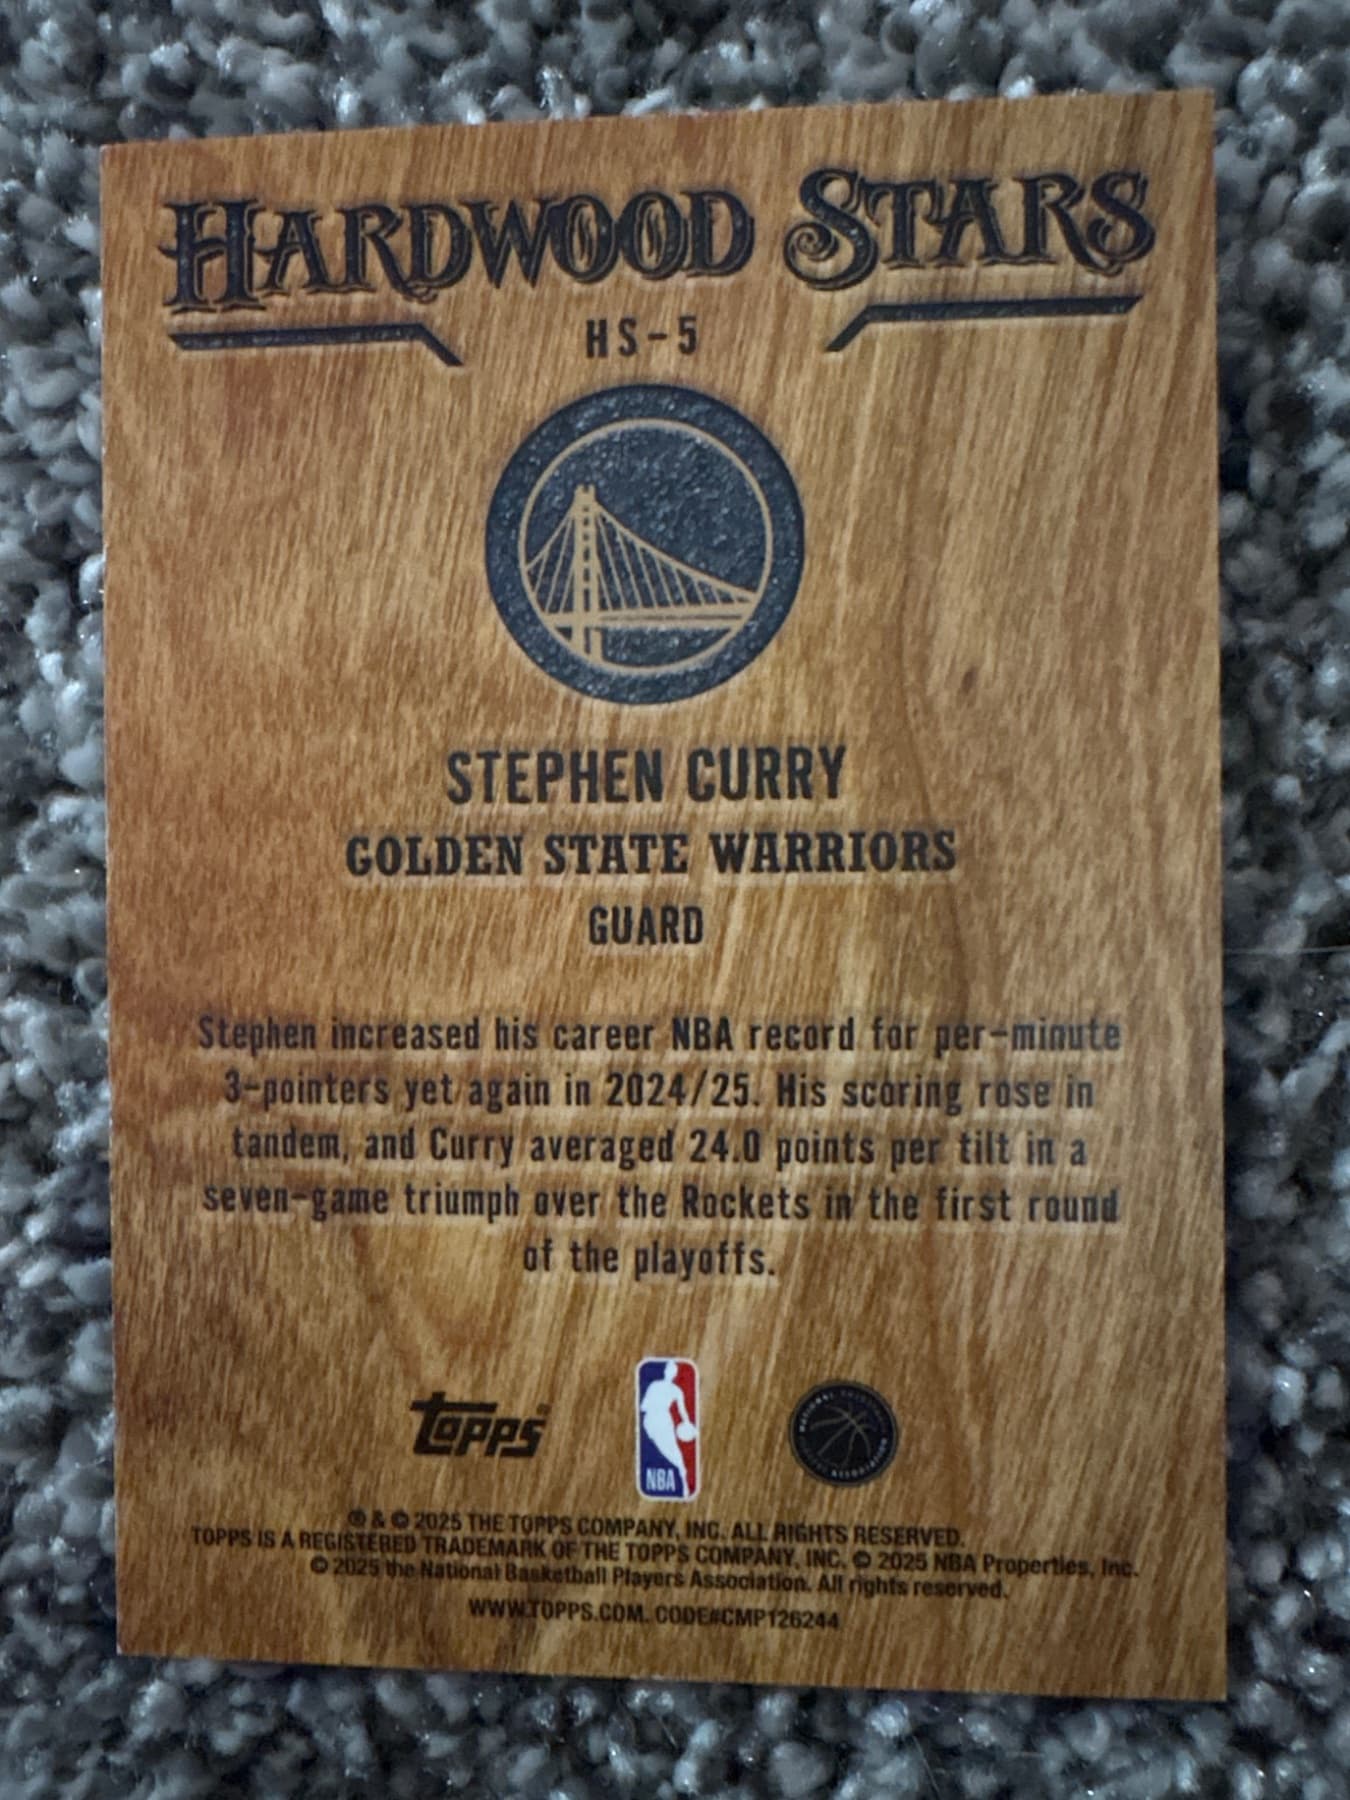 HARDWOOD STARS
HS-5
STEPHEN CURRY
GOLDEN STATE WARRIORS
GUARD
Stephen increased his career NBA record for per-minute
3-pointers yet again in 2024/25. His scoring rose in
tandem, and Curry averaged 24.0 points per tilt in a
seven-game triumph over the Rockets in the first round
of the playoffs.
topps
NBA
NATIONAL BASKETBALL
PLAYERS ASSOCIATION
® & © 2025 THE TOPPS COMPANY, INC. ALL RIGHTS RESERVED.
TOPPS IS A REGISTERED TRADEMARK OF THE TOPPS COMPANY, INC. © 2025 NBA Properties, Inc.
© 2025 the National Basketball Players Association. All rights reserved.
WWW.TOPPS.COM. CODE#CMP126244